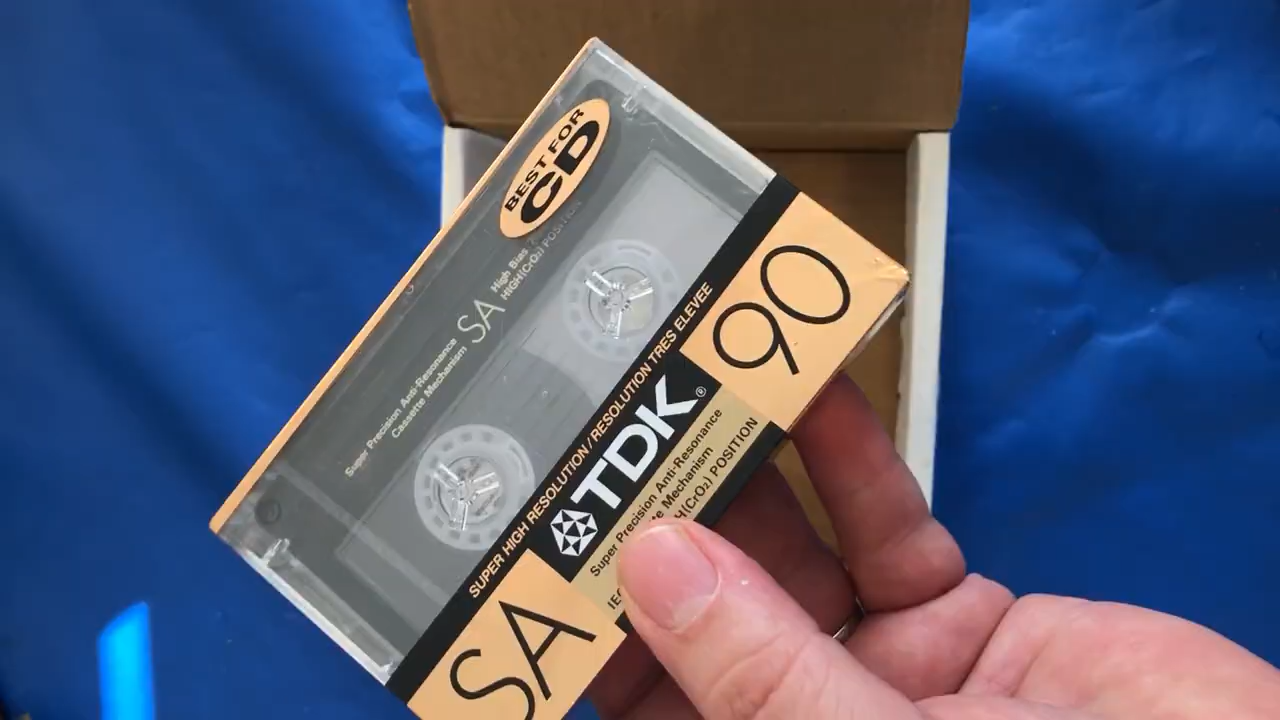 BEST FOR
CD
High Bias
HIGH(CrO₂) POSITION
SA
Super Precision Anti-Resonance
Cassette Mechanism
SUPER HIGH RESOLUTION/RESOLUTION TRES ELEVEE
90
TDK®
Super Precision Anti-Resonance
Mechanism
POSITION
SA